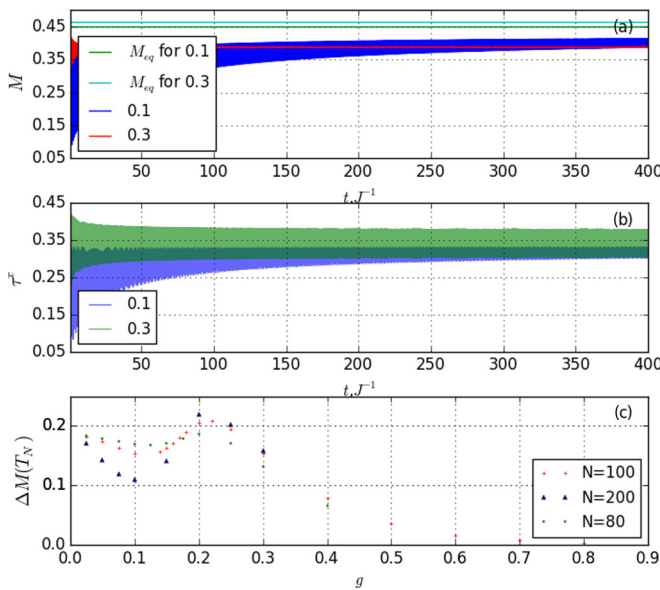 0.45
0.35
0.25
0.15
0.05
M
(a)
M_eq for 0.1
M_eq for 0.3
0.1
0.3
50 100 150 200 250 300 350 400
t, J^-1
0.45
0.35
0.25
0.15
0.05
τ^x
(b)
0.1
0.3
50 100 150 200 250 300 350 400
t, J^-1
0.2
0.1
0.0
ΔM(T_N)
(c)
N=100
N=200
N=80
0.0 0.1 0.2 0.3 0.4 0.5 0.6 0.7 0.8 0.9
g